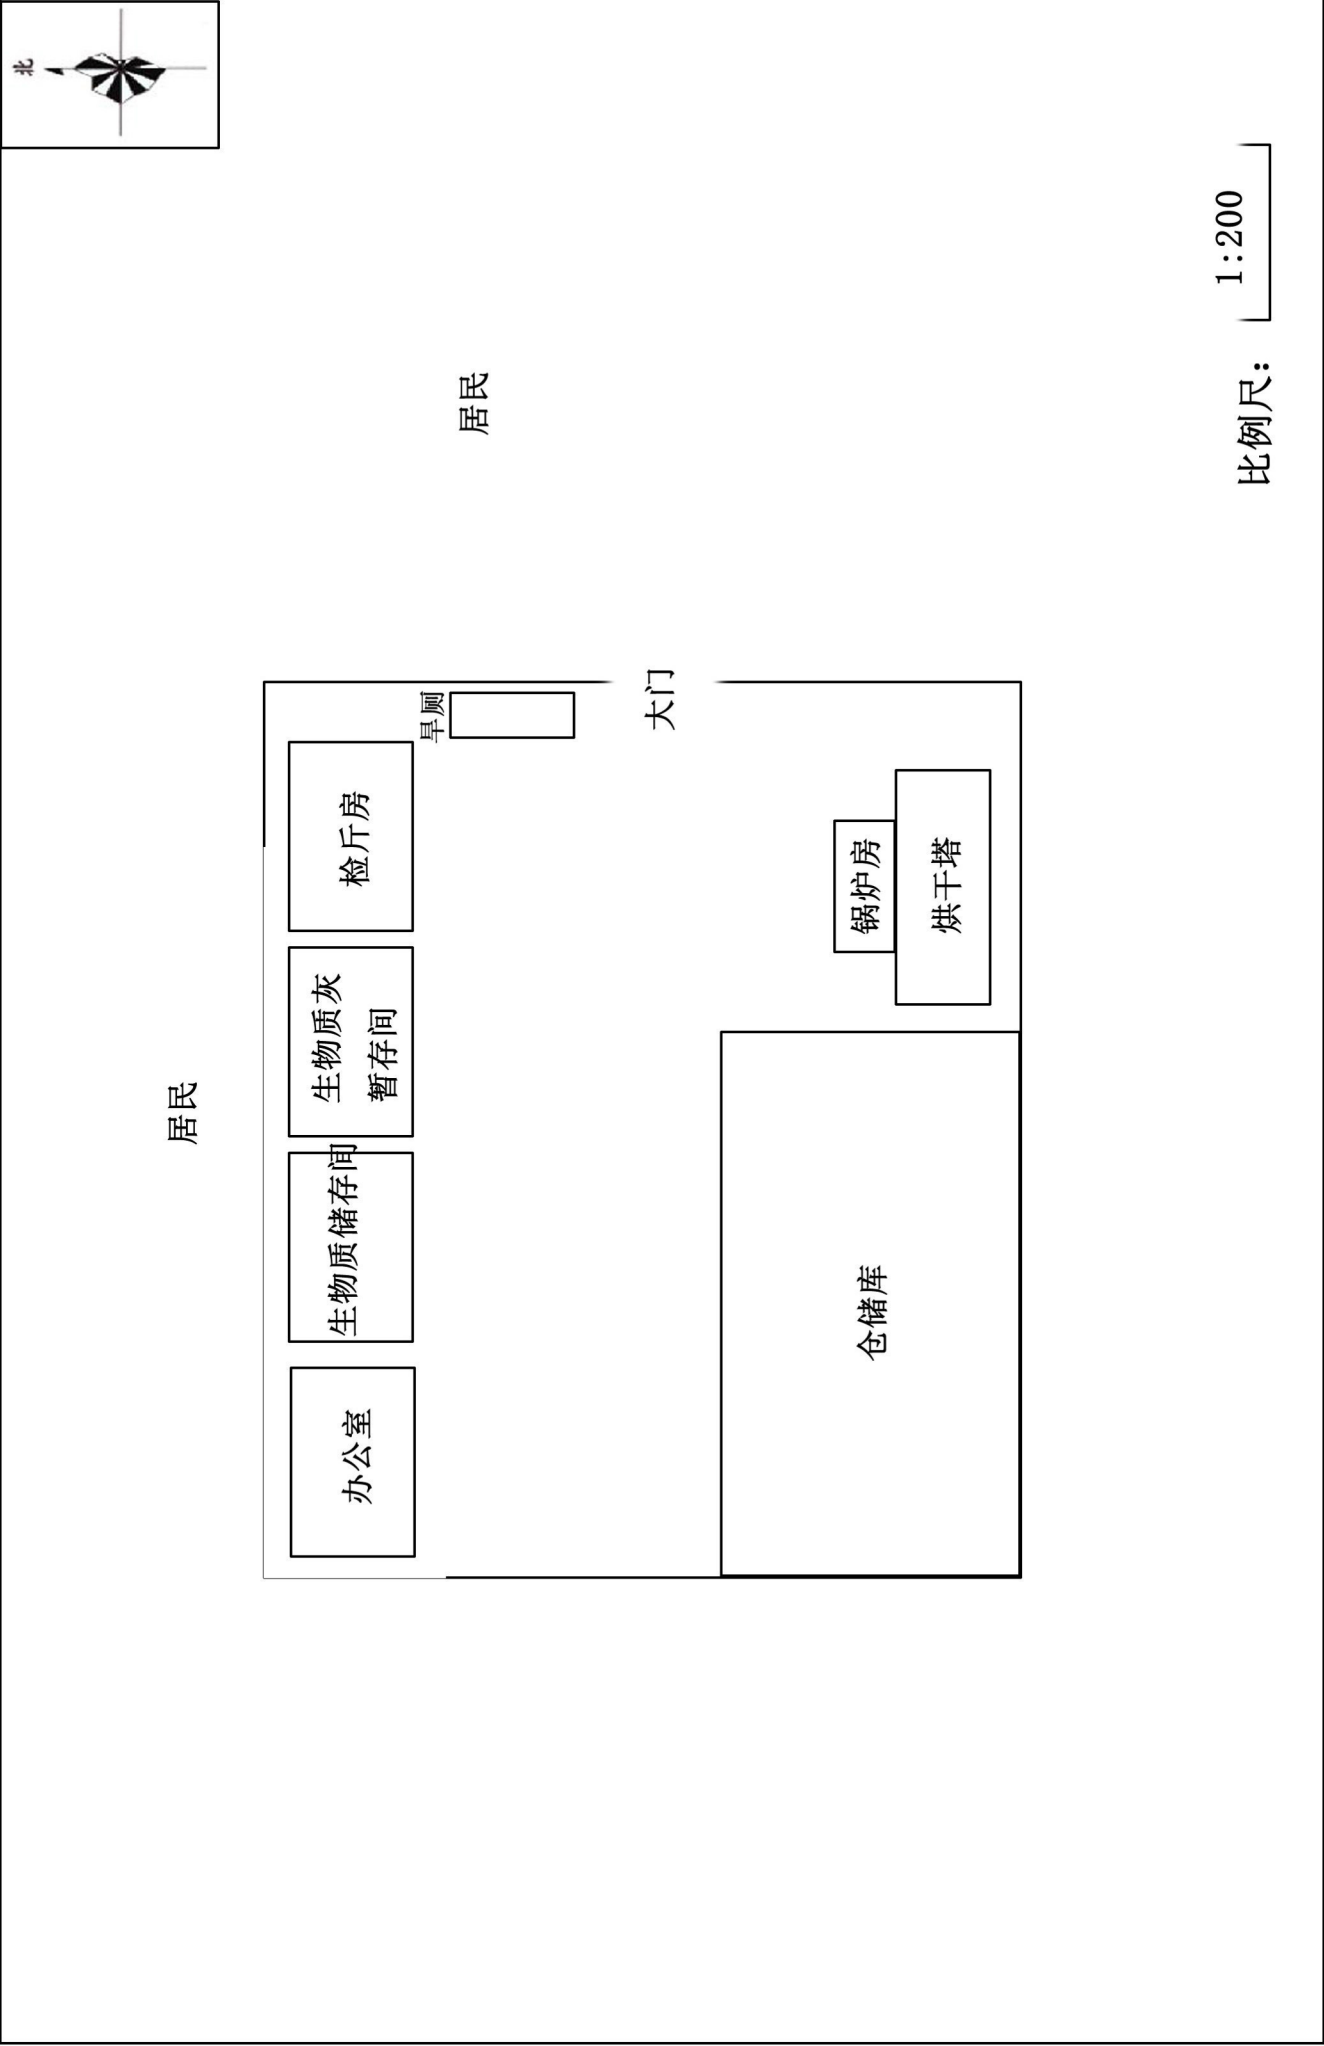 北
居民
居民
办公室
生物质储存间
生物质灰
暂存间
检斤房
旱厕
大门
仓储库
锅炉房
烘干塔
比例尺：
1:200